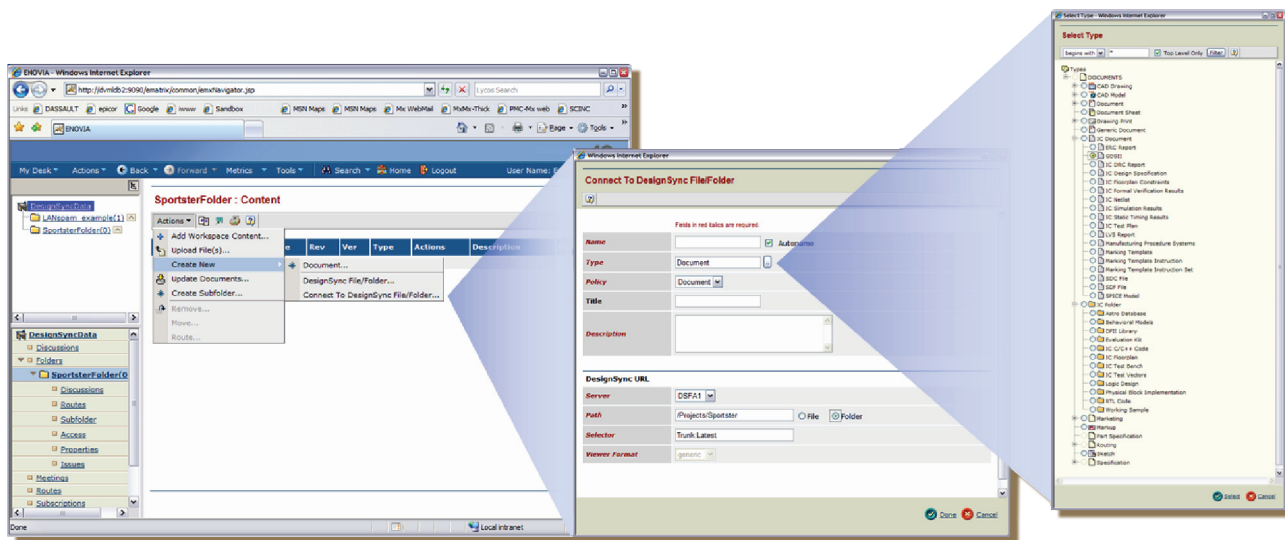 ENOVIA - Windows Internet Explorer
http://dvmldb2:9090/ematrix/common/emxNavigator.jsp
Lycos Search
Links DASSAULT epicor Google iwww Sandbox MSN Maps MSN Maps Mx WebMail MxMx-Thick PMC-Mx web SCINC
ENOVIA
Page Tools
My Desk Actions Back Forward Metrics Tools Search Home Logout User Name: E
DesignSyncData
LANspam example(1)
SportsterFolder(0)
SportsterFolder : Content
Actions
e Rev Ver Type Actions Description
Add Workspace Content...
Upload File(s)...
Create New
Update Documents...
Create Subfolder...
Remove...
Move...
Route...
Document...
DesignSync File/Folder...
Connect To DesignSync File/Folder...
DesignSyncData
Discussions
Folders
SportsterFolder(0
Discussions
Routes
Subfolder
Access
Properties
Issues
Meetings
Routes
Subscriptions
Done
Local intranet
Windows Internet Explorer
Connect To DesignSync File/Folder
Fields in red italics are required.
Name Autoname
Type Document ...
Policy Document
Title
Description
DesignSync URL
Server DSFA1
Path /Projects/Sportster File Folder
Selector Trunk:Latest
Viewer Format generic
Done Cancel
Select Type - Windows Internet Explorer
Select Type
begins with * Top Level Only Filter
Types
DOCUMENTS
CAD Drawing
CAD Model
Document
Document Sheet
Drawing Print
Generic Document
IC Document
ERC Report
GDSII
IC DRC Report
IC Design Specification
IC Floorplan Constraints
IC Formal Verification Results
IC Netlist
IC Simulation Results
IC Static Timing Results
IC Test Plan
LVS Report
Manufacturing Procedure Systems
Marking Template
Marking Template Instruction
Marking Template Instruction Set
SDC File
SDF File
SPICE Model
IC Folder
Astro Database
Behavioral Models
DFII Library
Evaluation Kit
IC C/C++ Code
IC Floorplan
IC Test Bench
IC Test Vectors
Logic Design
Physical Block Implementation
RTL Code
Working Sample
Marketing
Markup
Part Specification
Routing
Sketch
Specification
Select Cancel